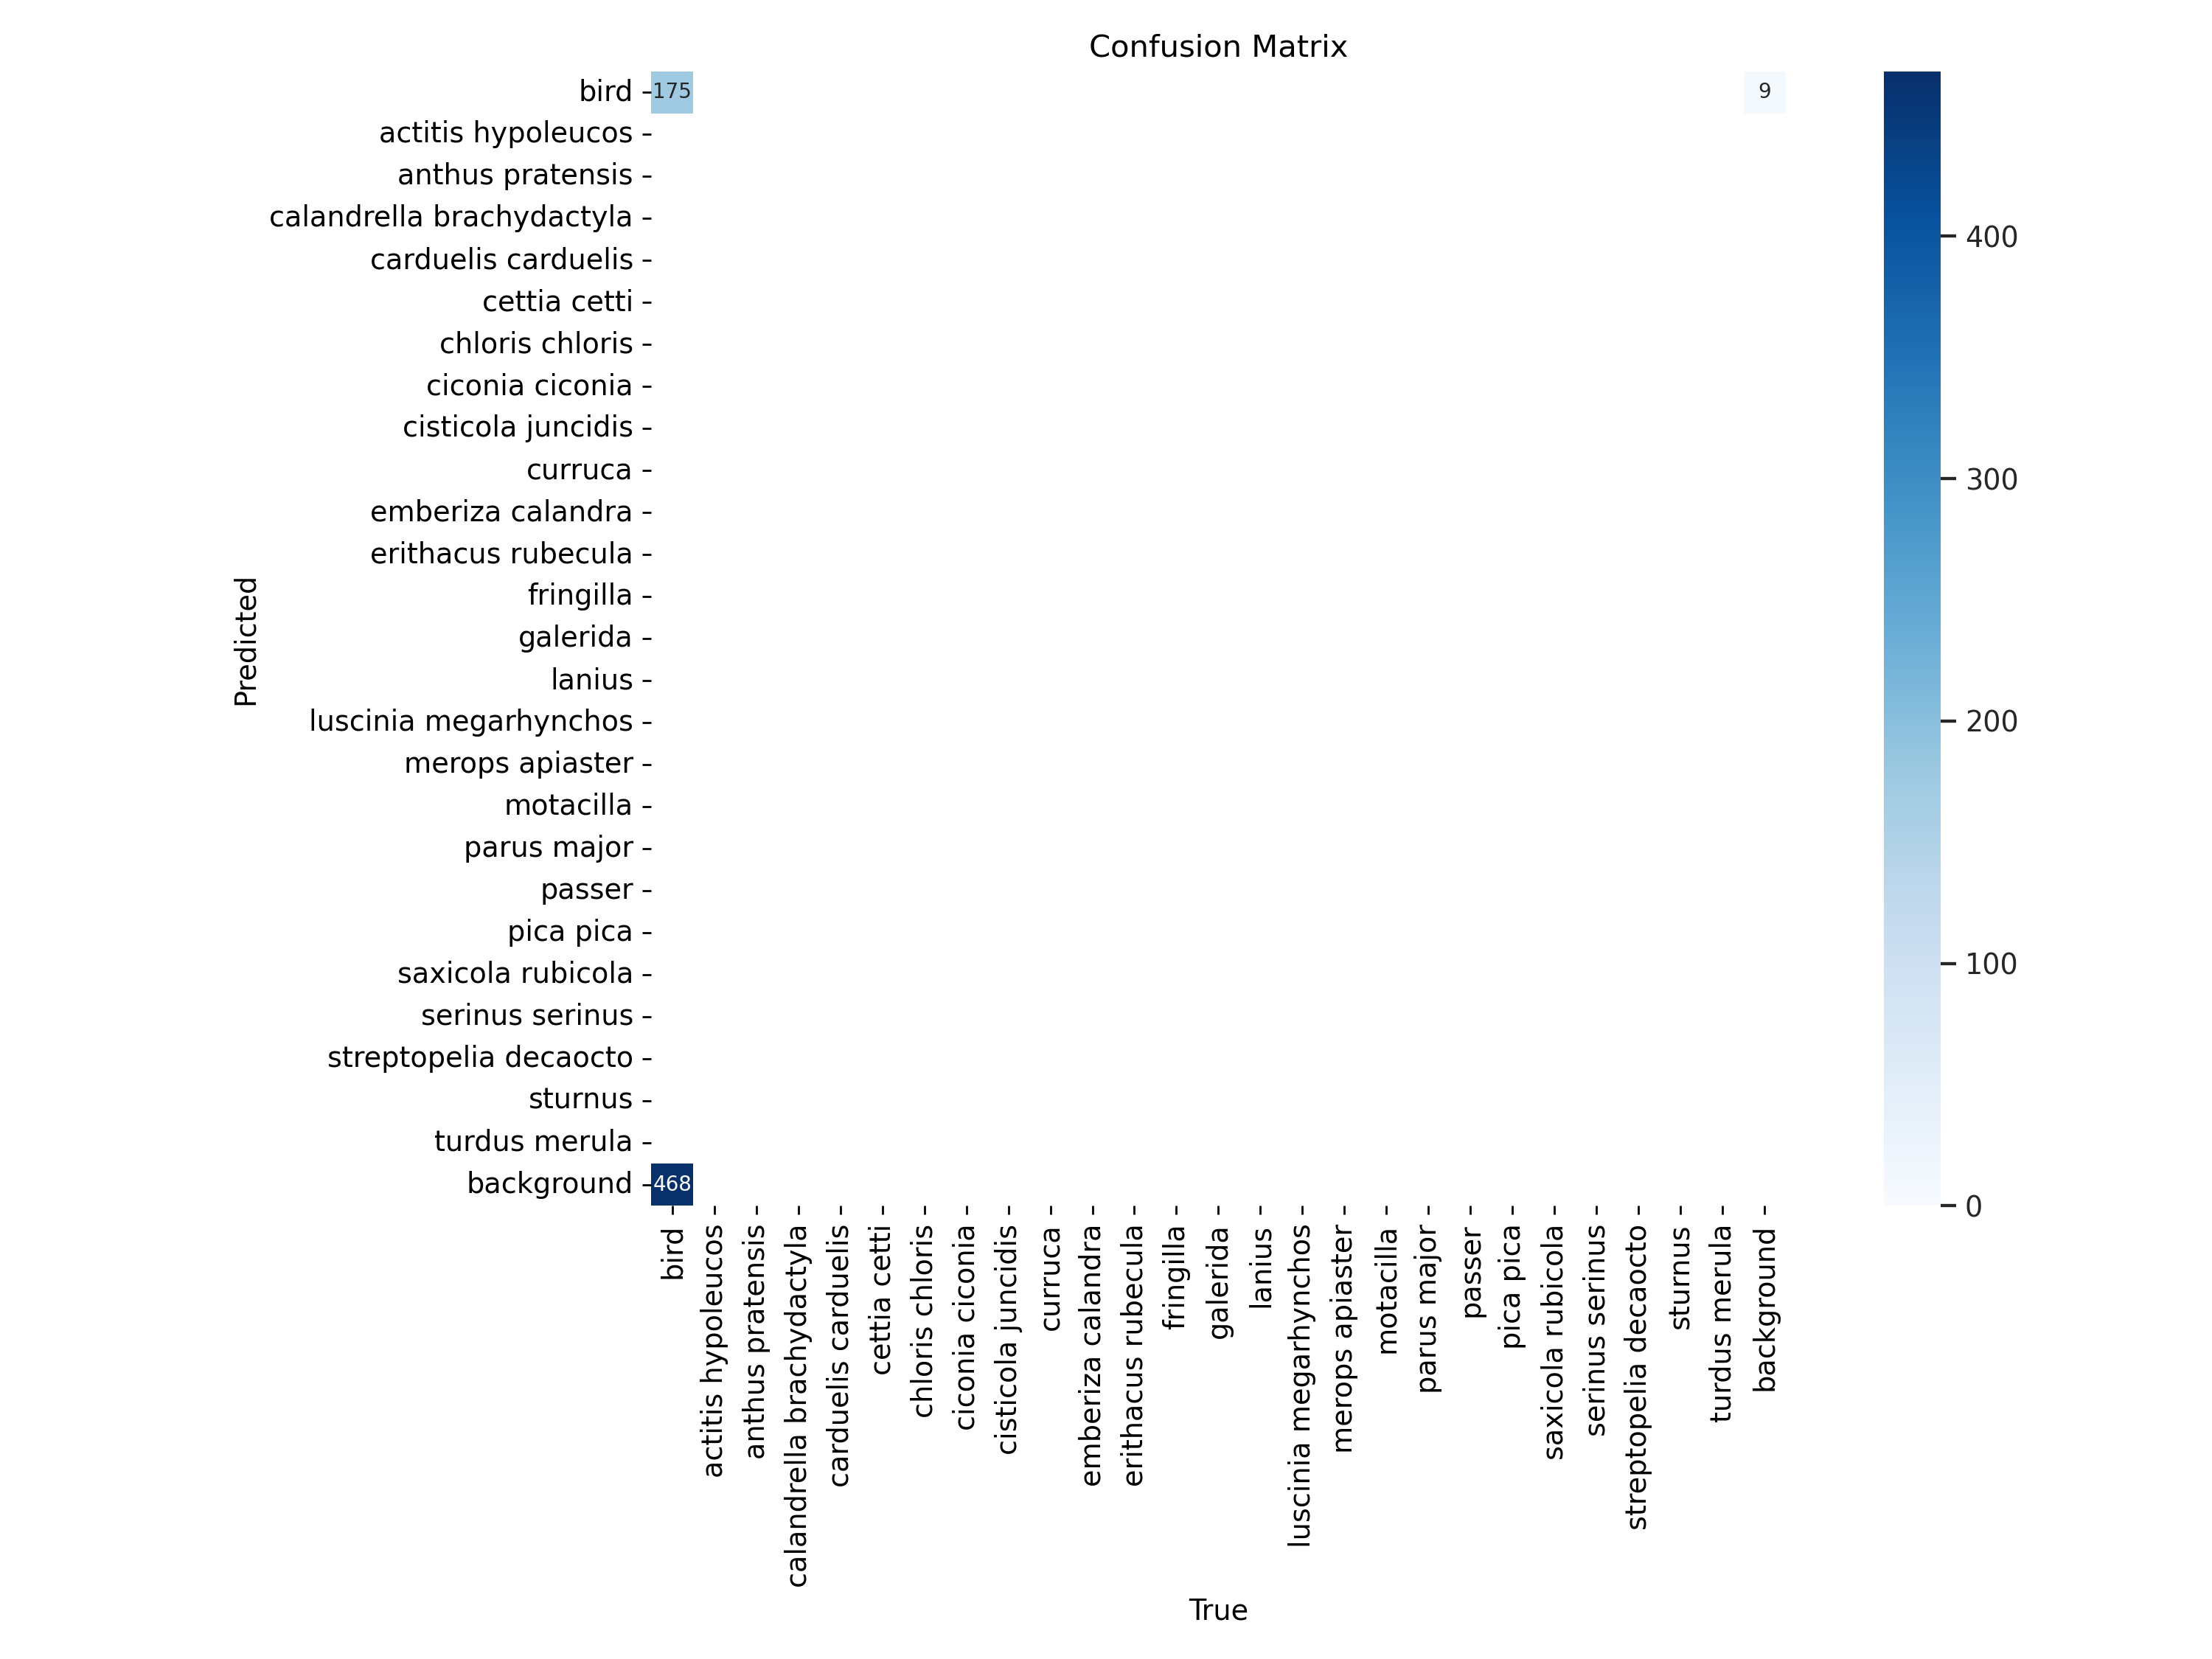 Confusion Matrix
Predicted
bird
actitis hypoleucos
anthus pratensis
calandrella brachydactyla
carduelis carduelis
cettia cetti
chloris chloris
ciconia ciconia
cisticola juncidis
curruca
emberiza calandra
erithacus rubecula
fringilla
galerida
lanius
luscinia megarhynchos
merops apiaster
motacilla
parus major
passer
pica pica
saxicola rubicola
serinus serinus
streptopelia decaocto
sturnus
turdus merula
background
175
9
468
400
300
200
100
0
bird
actitis hypoleucos
anthus pratensis
calandrella brachydactyla
carduelis carduelis
cettia cetti
chloris chloris
ciconia ciconia
cisticola juncidis
curruca
emberiza calandra
erithacus rubecula
fringilla
galerida
lanius
luscinia megarhynchos
merops apiaster
motacilla
parus major
passer
pica pica
saxicola rubicola
serinus serinus
streptopelia decaocto
sturnus
turdus merula
background
True